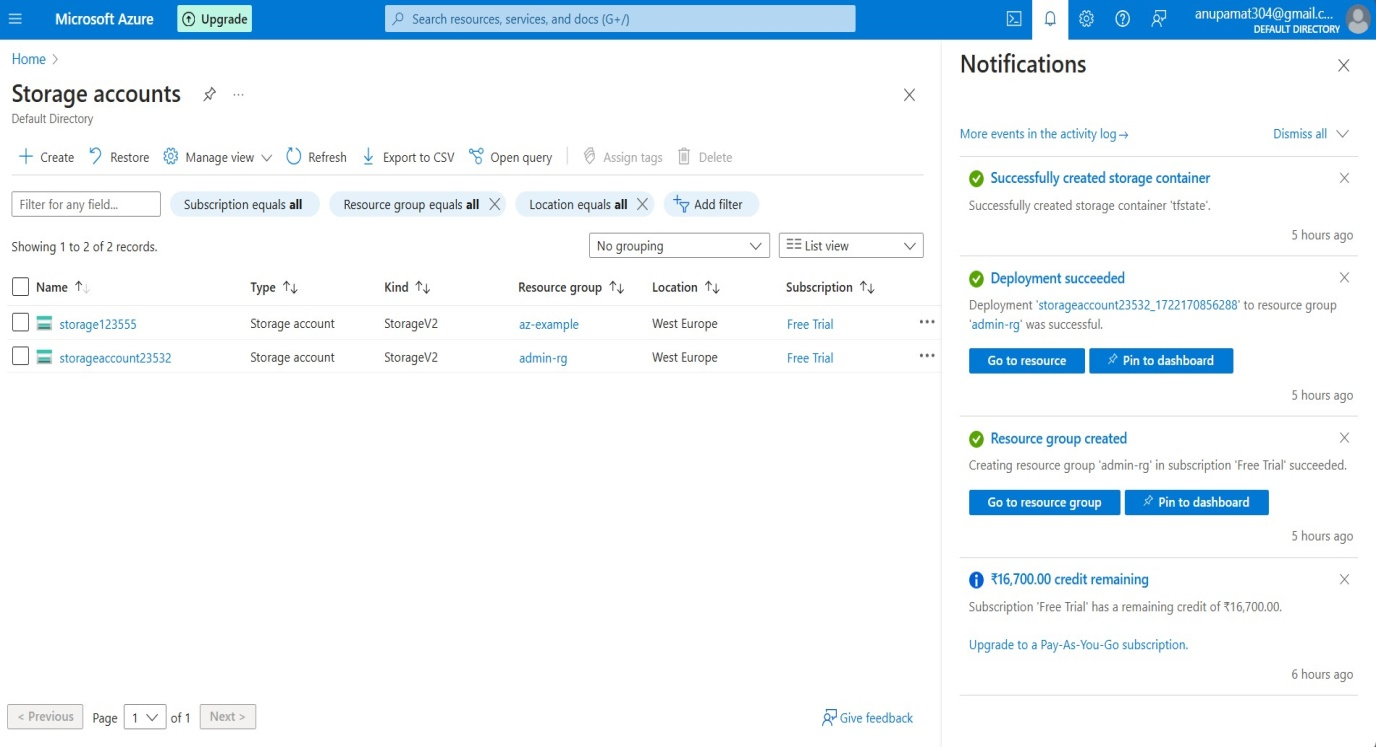 Microsoft Azure
Upgrade
Search resources, services, and docs (G+/)
anupamat304@gmail.c...
DEFAULT DIRECTORY
Home >
Storage accounts
Default Directory
Create Restore Manage view Refresh Export to CSV Open query Assign tags Delete
Filter for any field...
Subscription equals all
Resource group equals all
Location equals all
Add filter
Showing 1 to 2 of 2 records.
No grouping
List view
Name Type Kind Resource group Location Subscription
storage123555 Storage account StorageV2 az-example West Europe Free Trial
storageaccount23532 Storage account StorageV2 admin-rg West Europe Free Trial
< Previous Page 1 of 1 Next >
Give feedback
Notifications
More events in the activity log→
Dismiss all
Successfully created storage container
Successfully created storage container 'tfstate'.
5 hours ago
Deployment succeeded
Deployment 'storageaccount23532_1722170856288' to resource group
'admin-rg' was successful.
Go to resource
Pin to dashboard
5 hours ago
Resource group created
Creating resource group 'admin-rg' in subscription 'Free Trial' succeeded.
Go to resource group
Pin to dashboard
5 hours ago
₹16,700.00 credit remaining
Subscription 'Free Trial' has a remaining credit of ₹16,700.00.
Upgrade to a Pay-As-You-Go subscription.
6 hours ago